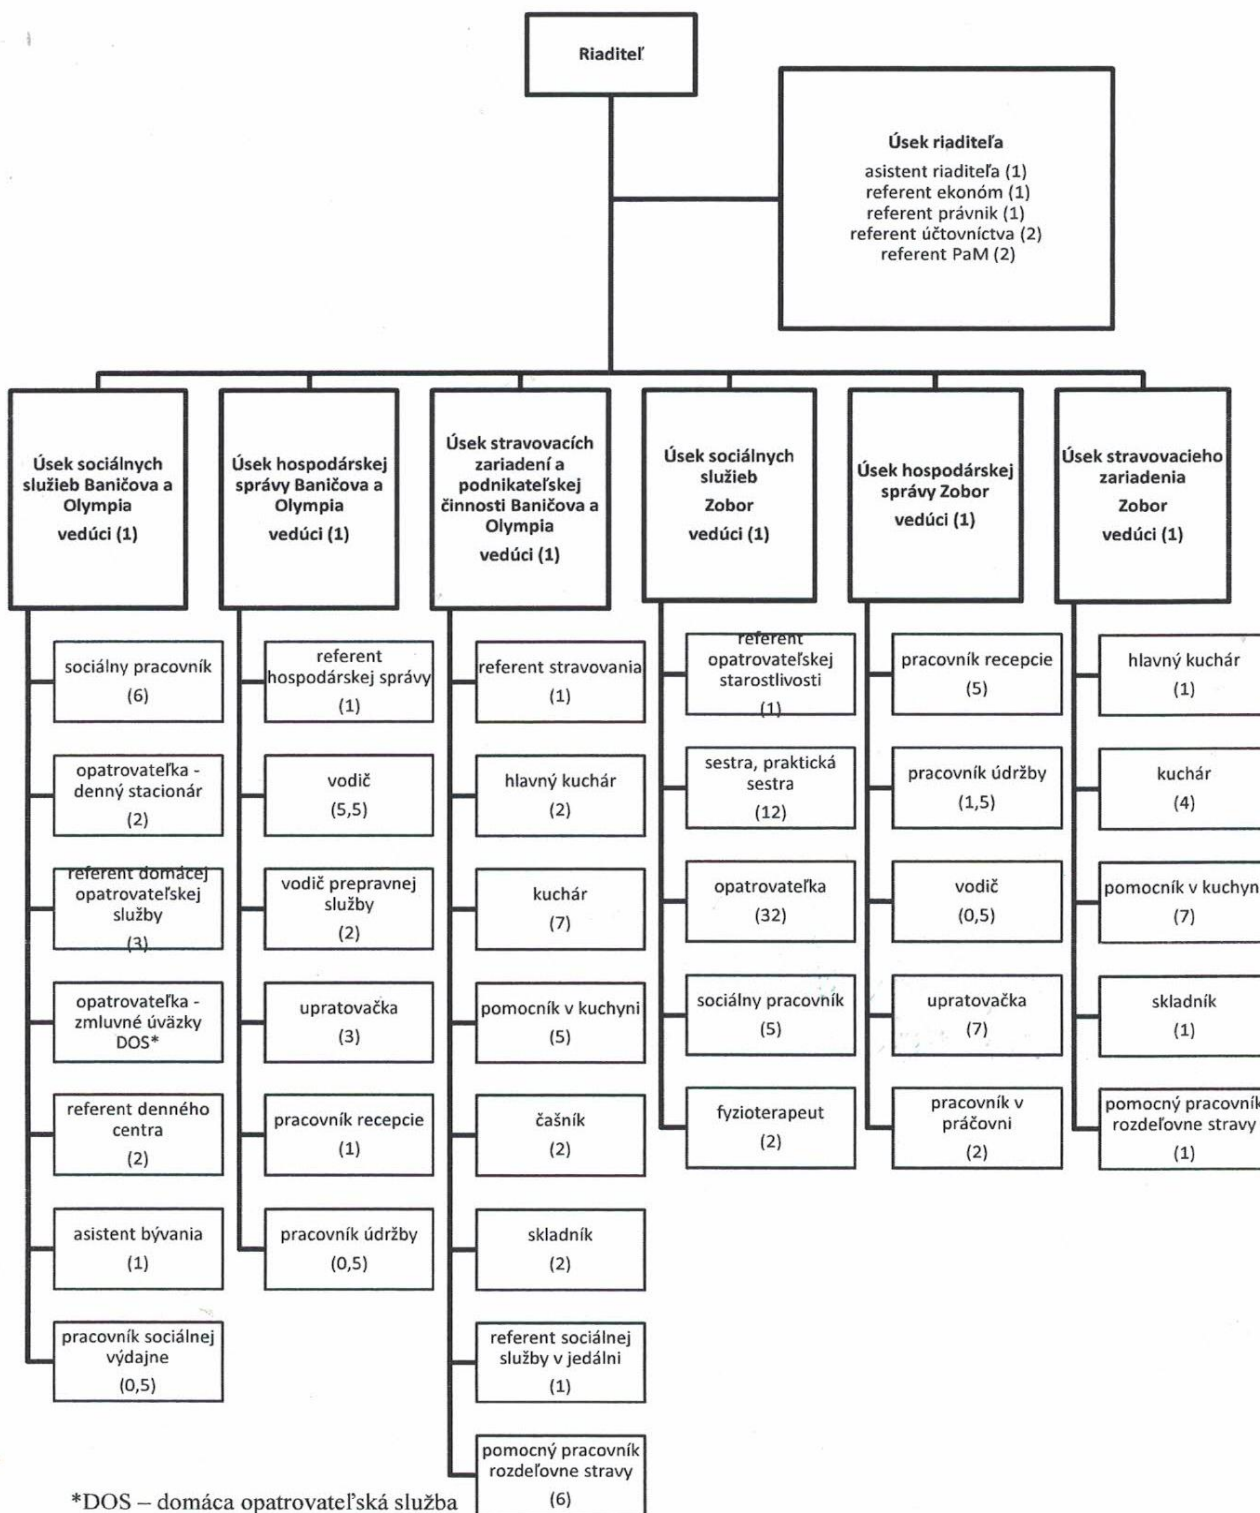 Riaditeľ
Úsek riaditeľa
asistent riaditeľa (1)
referent ekonóm (1)
referent právnik (1)
referent účtovníctva (2)
referent PaM (2)
Úsek sociálnych
služieb Baničova a
Olympia
vedúci (1)
sociálny pracovník
(6)
opatrovateľka -
denný stacionár
(2)
referent domácej
opatrovateľskej
služby
(3)
opatrovateľka -
zmluvné úväzky
DOS*
referent denného
centra
(2)
asistent bývania
(1)
pracovník sociálnej
výdajne
(0,5)
Úsek hospodárskej
správy Baničova a
Olympia
vedúci (1)
referent
hospodárskej správy
(1)
vodič
(5,5)
vodič prepravnej
služby
(2)
upratovačka
(3)
pracovník recepcie
(1)
pracovník údržby
(0,5)
Úsek stravovacích
zariadení a
podnikateľskej
činnosti Baničova a
Olympia
vedúci (1)
referent stravovania
(1)
hlavný kuchár
(2)
kuchár
(7)
pomocník v kuchyni
(5)
čašník
(2)
skladník
(2)
referent sociálnej
služby v jedálni
(1)
pomocný pracovník
rozdeľovne stravy
(6)
Úsek sociálnych
služieb
Zobor
vedúci (1)
referent
opatrovateľskej
starostlivosti
(1)
sestra, praktická
sestra
(12)
opatrovateľka
(32)
sociálny pracovník
(5)
fyzioterapeut
(2)
Úsek hospodárskej
správy Zobor
vedúci (1)
pracovník recepcie
(5)
pracovník údržby
(1,5)
vodič
(0,5)
upratovačka
(7)
pracovník v
práčovni
(2)
Úsek stravovacieho
zariadenia
Zobor
vedúci (1)
hlavný kuchár
(1)
kuchár
(4)
pomocník v kuchyn
(7)
skladník
(1)
pomocný pracovník
rozdeľovne stravy
(1)
*DOS – domáca opatrovateľská služba